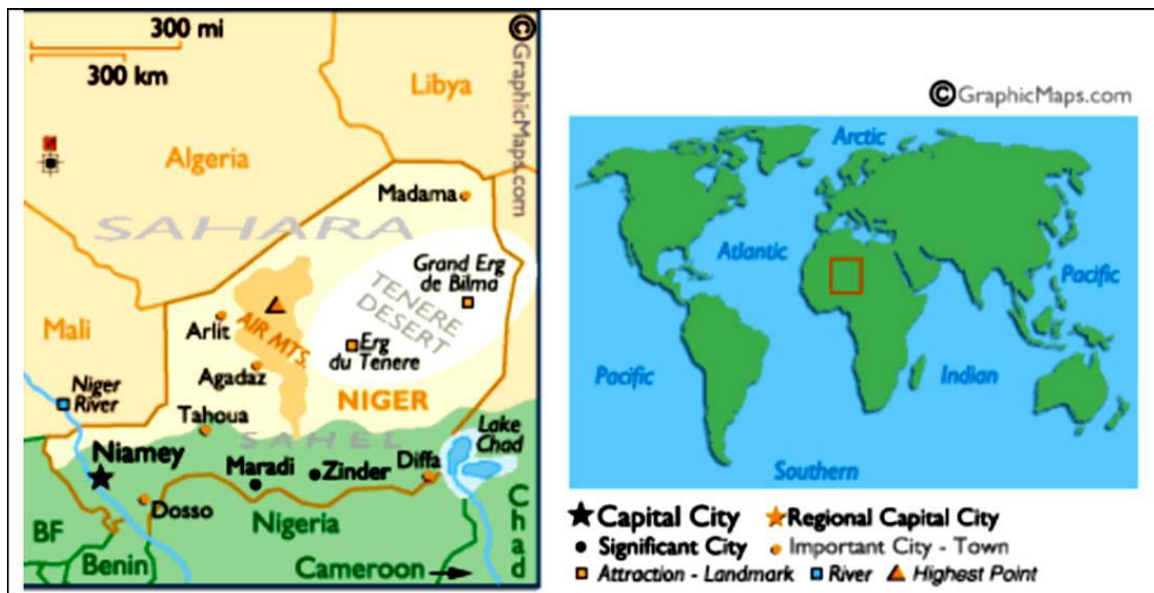 300 mi
300 km
©GraphicMaps.com
Libya
Algeria
Madama
SAHARA
Grand Erg
de Bilma
TENERE
DESERT
Mali
Arlit
AIR MTS.
Erg
du Tenere
Agadaz
Niger
River
NIGER
Tahoua
SAHEL
Lake
Chad
Niamey
Maradi
Zinder
Diffa
Dosso
Nigeria
Chad
BF
Benin
Cameroon
©GraphicMaps.com
Arctic
Atlantic
Pacific
Pacific
Indian
Southern
Capital City
Regional Capital City
Significant City
Important City - Town
Attraction - Landmark
River
Highest Point